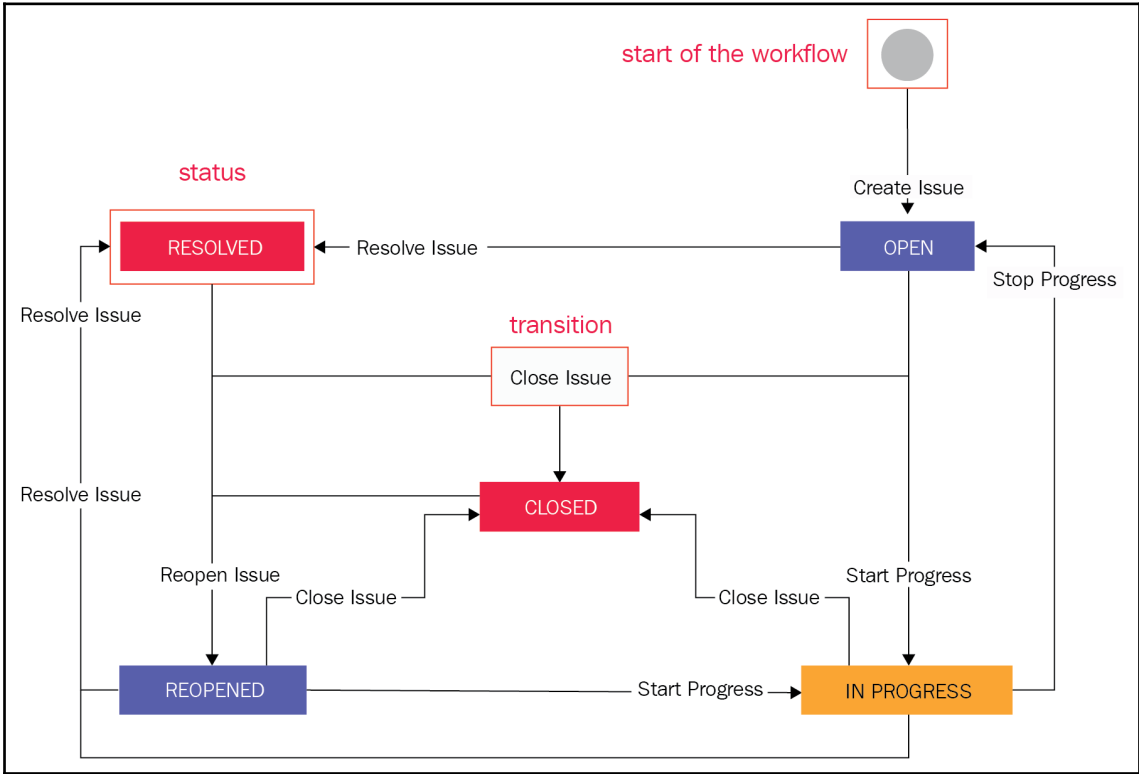 start of the workflow
status
Create Issue
RESOLVED
Resolve Issue
OPEN
Stop Progress
Resolve Issue
transition
Close Issue
Resolve Issue
CLOSED
Reopen Issue
Start Progress
Close Issue
Close Issue
REOPENED
Start Progress
IN PROGRESS